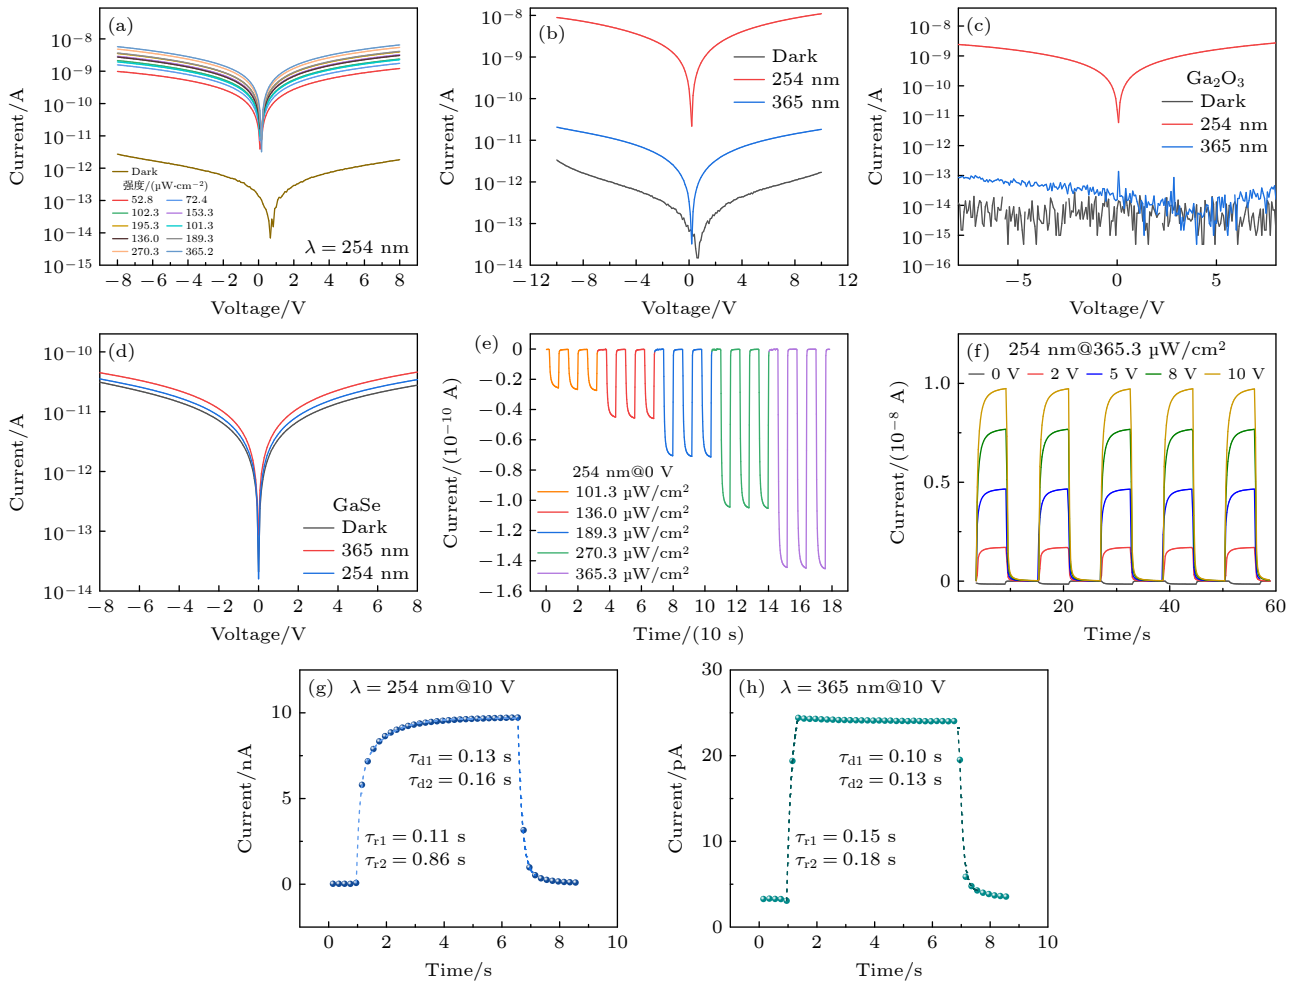 (a)
10⁻⁸
10⁻⁹
10⁻¹⁰
10⁻¹¹
10⁻¹²
10⁻¹³
10⁻¹⁴
10⁻¹⁵
Current/A
Dark
强度/(µW·cm⁻²)
52.8 72.4
102.3 153.3
195.3 101.3
136.0 189.3
270.3 365.2
λ = 254 nm
−8 −6 −4 −2 0 2 4 6 8
Voltage/V
(b)
10⁻⁸
10⁻⁹
10⁻¹⁰
10⁻¹¹
10⁻¹²
10⁻¹³
10⁻¹⁴
Current/A
Dark
254 nm
365 nm
−12 −8 −4 0 4 8 12
Voltage/V
(c)
10⁻⁸
10⁻⁹
10⁻¹⁰
10⁻¹¹
10⁻¹²
10⁻¹³
10⁻¹⁴
10⁻¹⁵
10⁻¹⁶
Current/A
Ga₂O₃
Dark
254 nm
365 nm
−5 0 5
Voltage/V
(d)
10⁻¹⁰
10⁻¹¹
10⁻¹²
10⁻¹³
10⁻¹⁴
Current/A
GaSe
Dark
365 nm
254 nm
−8 −6 −4 −2 0 2 4 6 8
Voltage/V
(e)
0
−0.2
−0.4
−0.6
−0.8
−1.0
−1.2
−1.4
−1.6
Current/(10⁻¹⁰ A)
254 nm@0 V
101.3 µW/cm²
136.0 µW/cm²
189.3 µW/cm²
270.3 µW/cm²
365.3 µW/cm²
0 2 4 6 8 10 12 14 16 18
Time/(10 s)
(f) 254 nm@365.3 µW/cm²
0 V 2 V 5 V 8 V 10 V
1.0
0.5
0
Current/(10⁻⁸ A)
20 40 60
Time/s
(g) λ = 254 nm@10 V
10
5
0
Current/nA
τd1 = 0.13 s
τd2 = 0.16 s
τr1 = 0.11 s
τr2 = 0.86 s
0 2 4 6 8 10
Time/s
(h) λ = 365 nm@10 V
30
20
10
0
Current/pA
τd1 = 0.10 s
τd2 = 0.13 s
τr1 = 0.15 s
τr2 = 0.18 s
0 2 4 6 8 10
Time/s